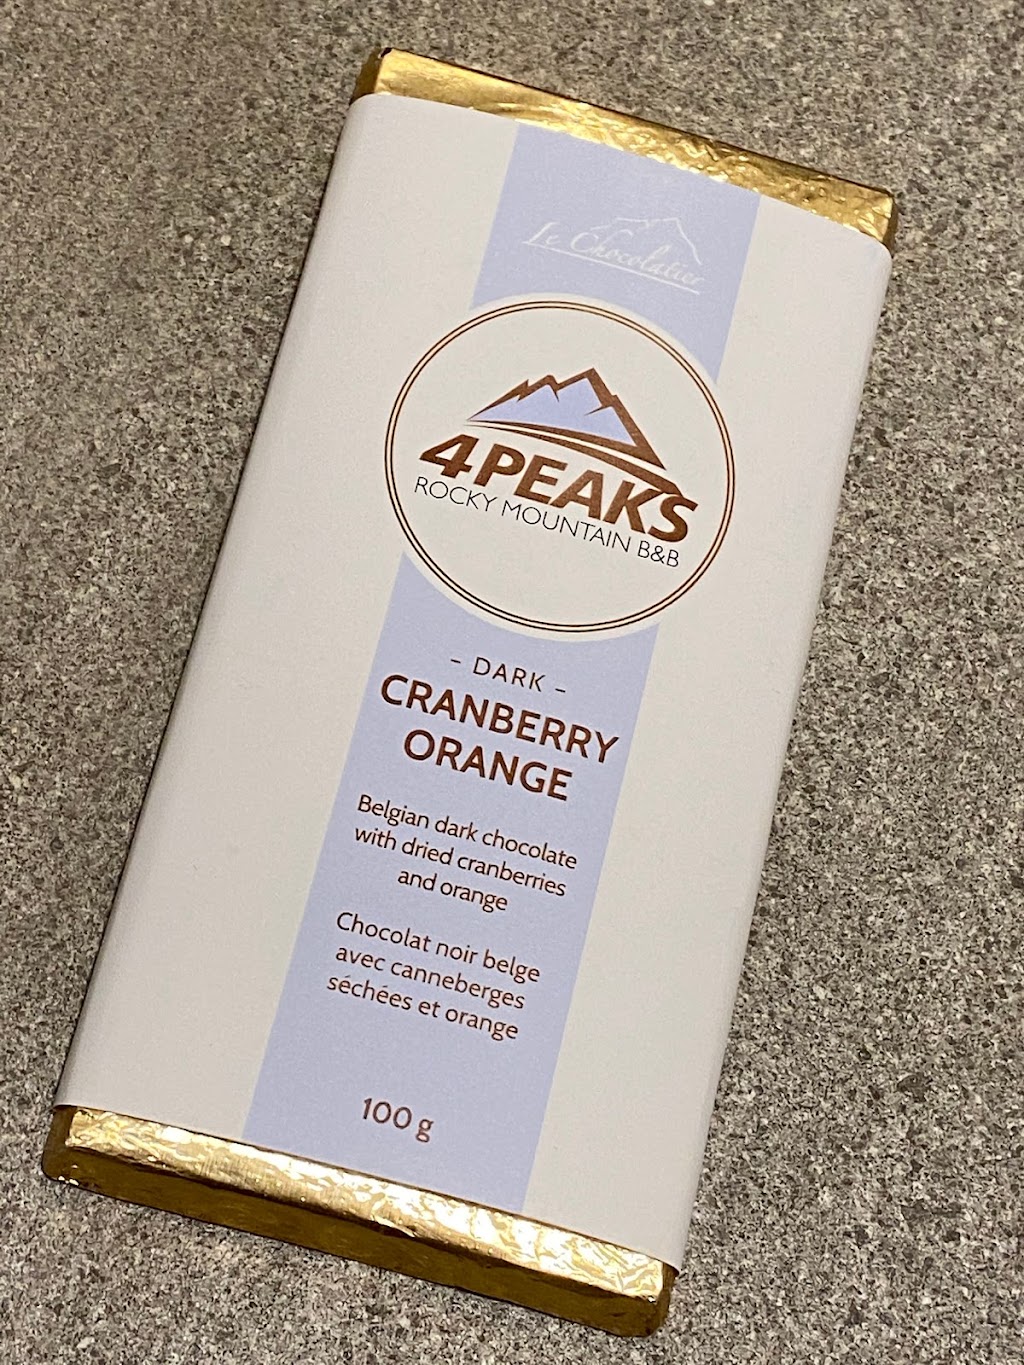 Le Chocolatier
4PEAKS
ROCKY MOUNTAIN B&B
- DARK -
CRANBERRY
ORANGE
Belgian dark chocolate
with dried cranberries
and orange
Chocolat noir belge
avec canneberges
séchées et orange
100 g